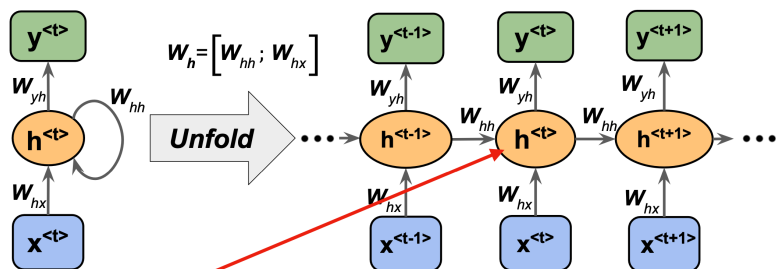 y<t>
W_yh
W_hh
h<t>
W_hx
x<t>
W_h=[W_hh; W_hx]
Unfold
•••
y<t-1>
y<t>
y<t+1>
W_yh
W_yh
W_yh
h<t-1>
W_hh
h<t>
W_hh
h<t+1>
•••
W_hx
W_hx
W_hx
x<t-1>
x<t>
x<t+1>